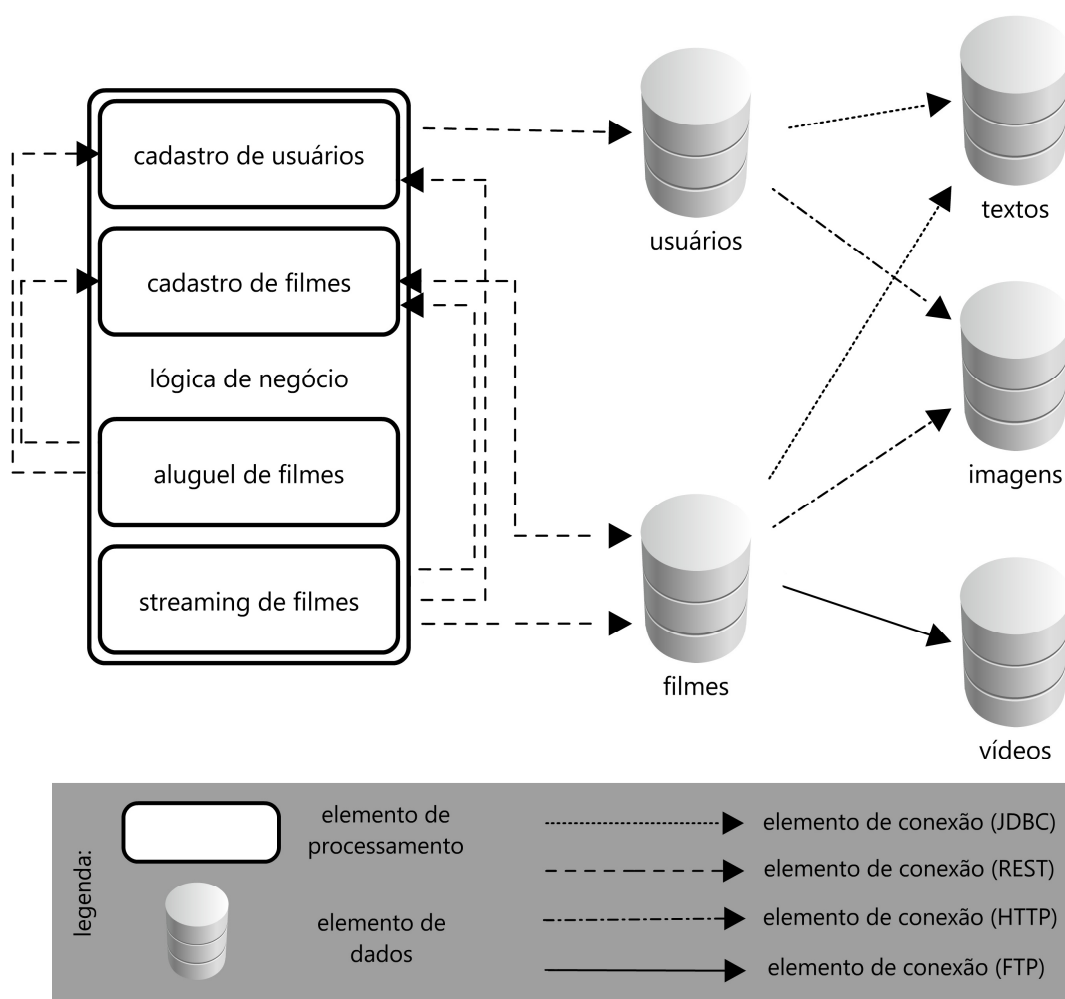 cadastro de usuários
cadastro de filmes
lógica de negócio
aluguel de filmes
streaming de filmes
usuários
filmes
textos
imagens
vídeos
legenda:
elemento de
processamento
elemento de
dados
elemento de conexão (JDBC)
elemento de conexão (REST)
elemento de conexão (HTTP)
elemento de conexão (FTP)